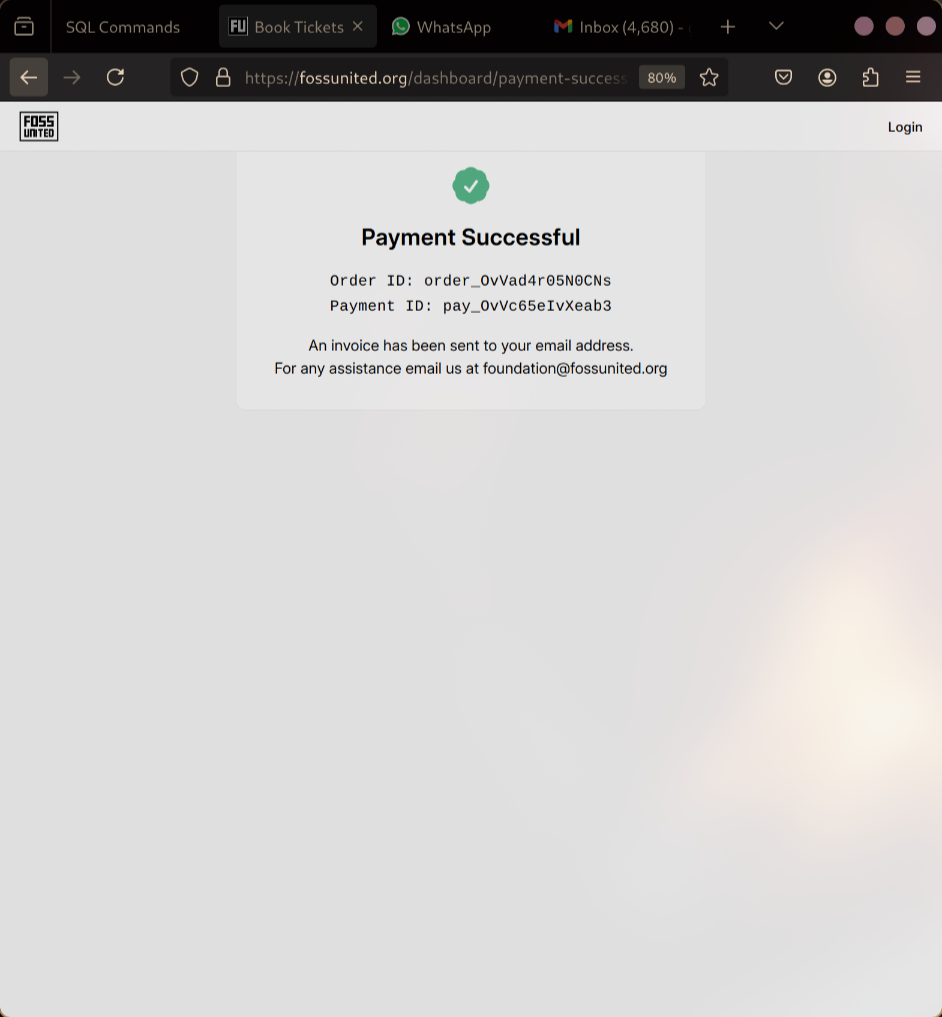 SQL Commands
FU Book Tickets
WhatsApp
Inbox (4,680) -
https://fossunited.org/dashboard/payment-success
80%
FOSS
UNITED
Login
Payment Successful
Order ID: order_OvVad4r05N0CNs
Payment ID: pay_OvVc65eIvXeab3
An invoice has been sent to your email address.
For any assistance email us at foundation@fossunited.org